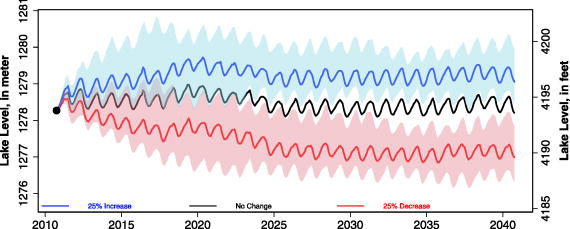 1281
1280
1279
1278
1277
1276
Lake Level, in meter
4200
4195
4190
4185
Lake Level, in feet
25% Increase No Change 25% Decrease
2010 2015 2020 2025 2030 2035 2040